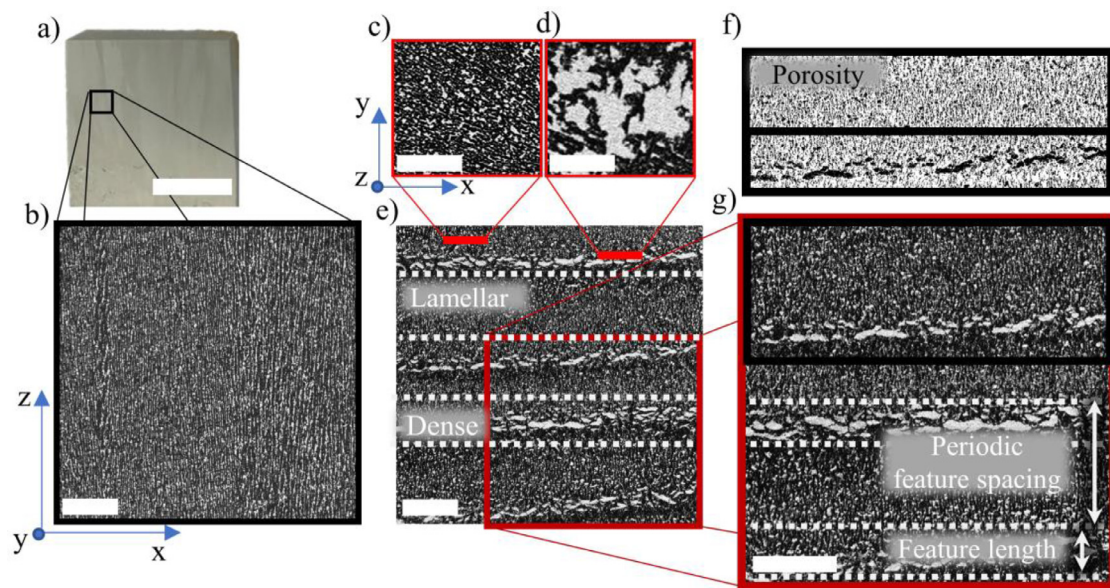 a)
b)
z
y
x
c)
d)
y
z
x
e)
Lamellar
Dense
f)
Porosity
g)
Periodic
feature spacing
Feature length